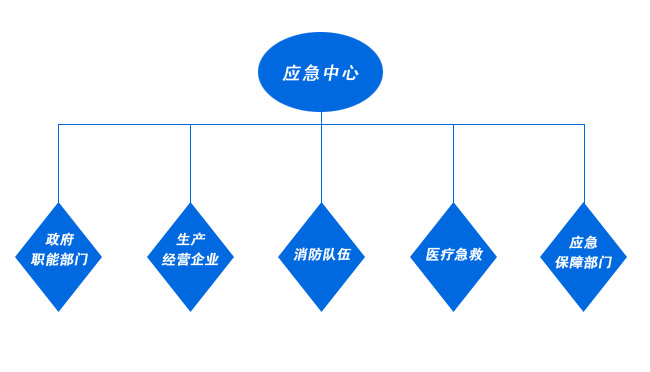 应急中心
政府
职能部门
生产
经营企业
消防队伍
医疗急救
应急
保障部门